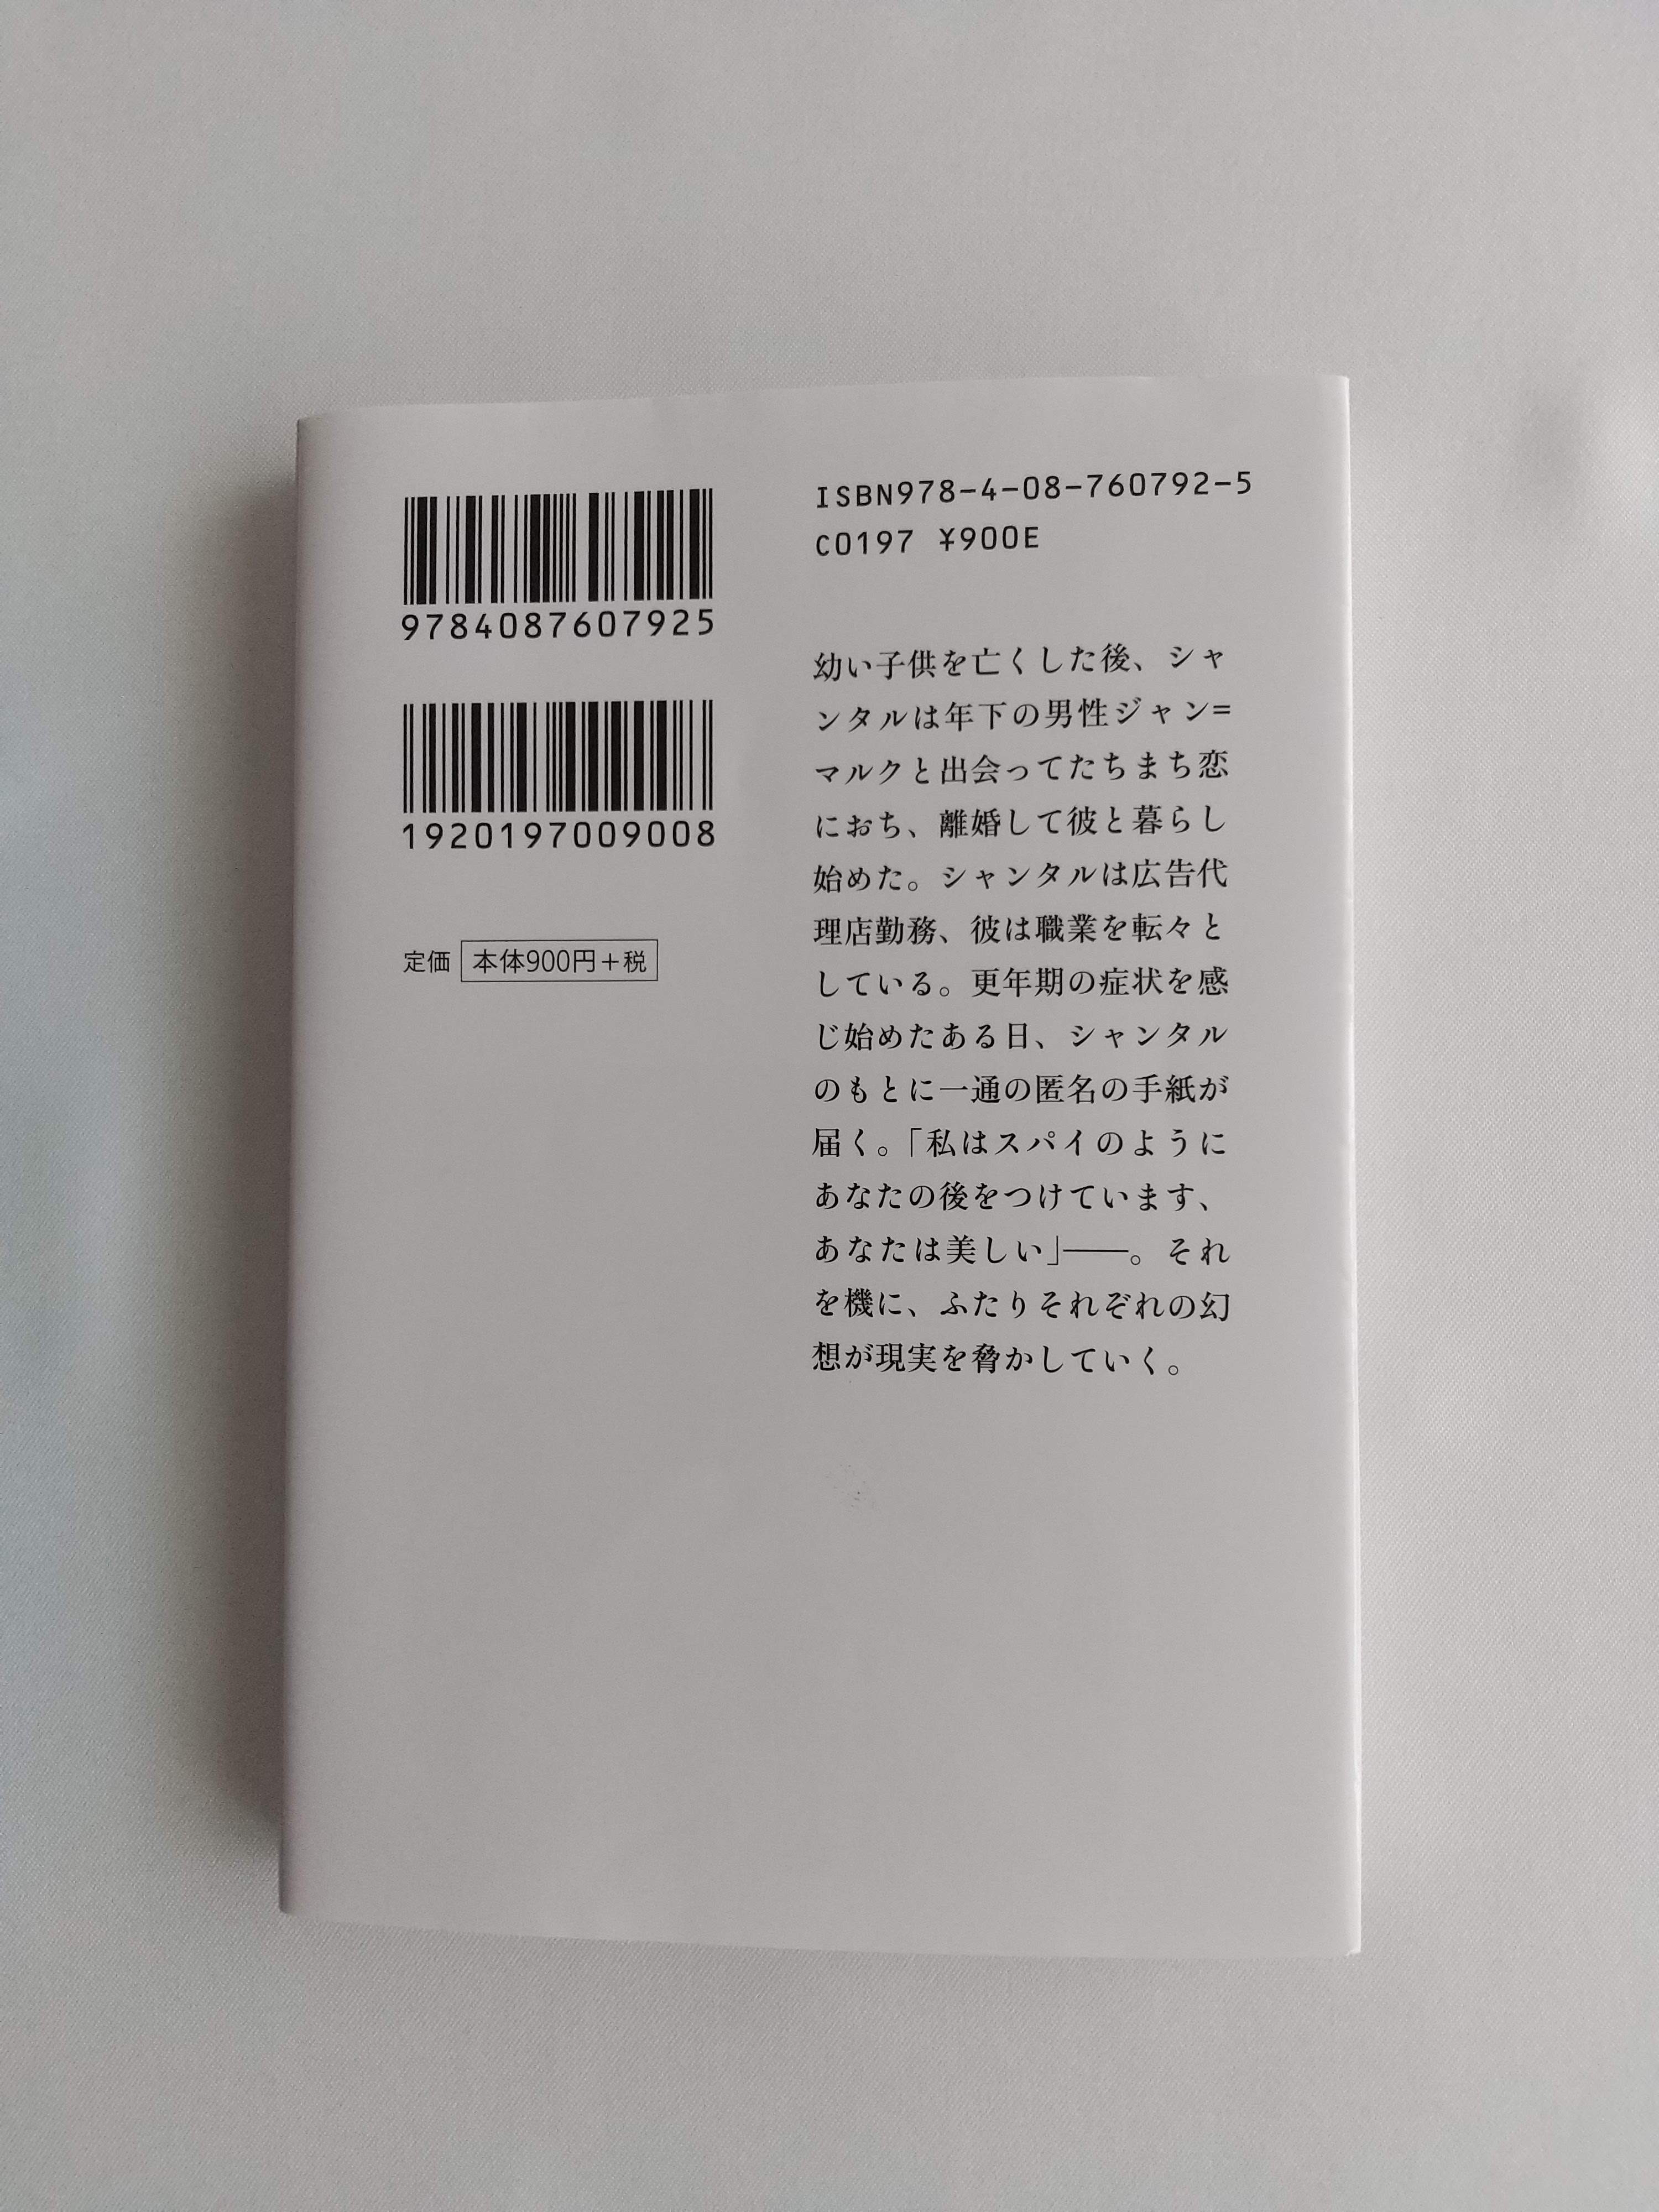 9784087607925
1920197009008
定価 本体900円+税
ISBN978-4-08-760792-5
C0197 ¥900E
幼い子供を亡くした後、シャ
ンタルは年下の男性ジャン=
マルクと出会ってたちまち恋
におち、離婚して彼と暮らし
始めた。シャンタルは広告代
理店勤務、彼は職業を転々と
している。更年期の症状を感
じ始めたある日、シャンタル
のもとに一通の匿名の手紙が
届く。「私はスパイのように
あなたの後をつけています、
あなたは美しい」――。それ
を機に、ふたりそれぞれの幻
想が現実を脅かしていく。